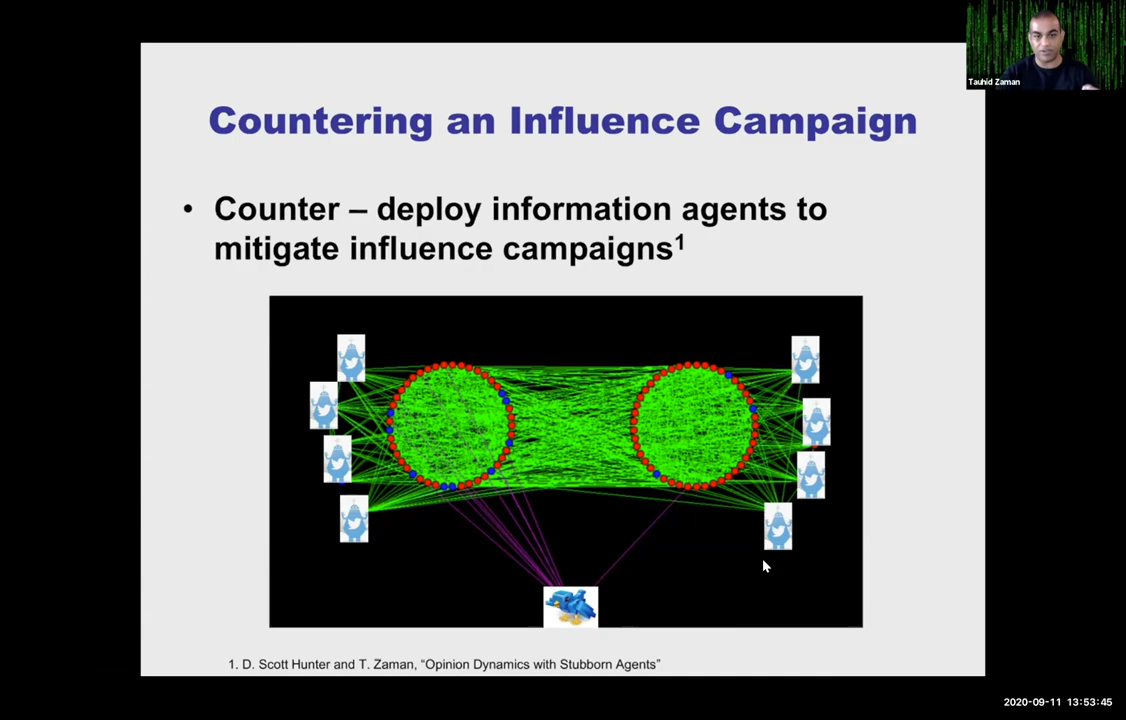 Tauhid Zaman
Countering an Influence Campaign
• Counter – deploy information agents to
mitigate influence campaigns1
1. D. Scott Hunter and T. Zaman, “Opinion Dynamics with Stubborn Agents”
2020-09-11 13:53:45